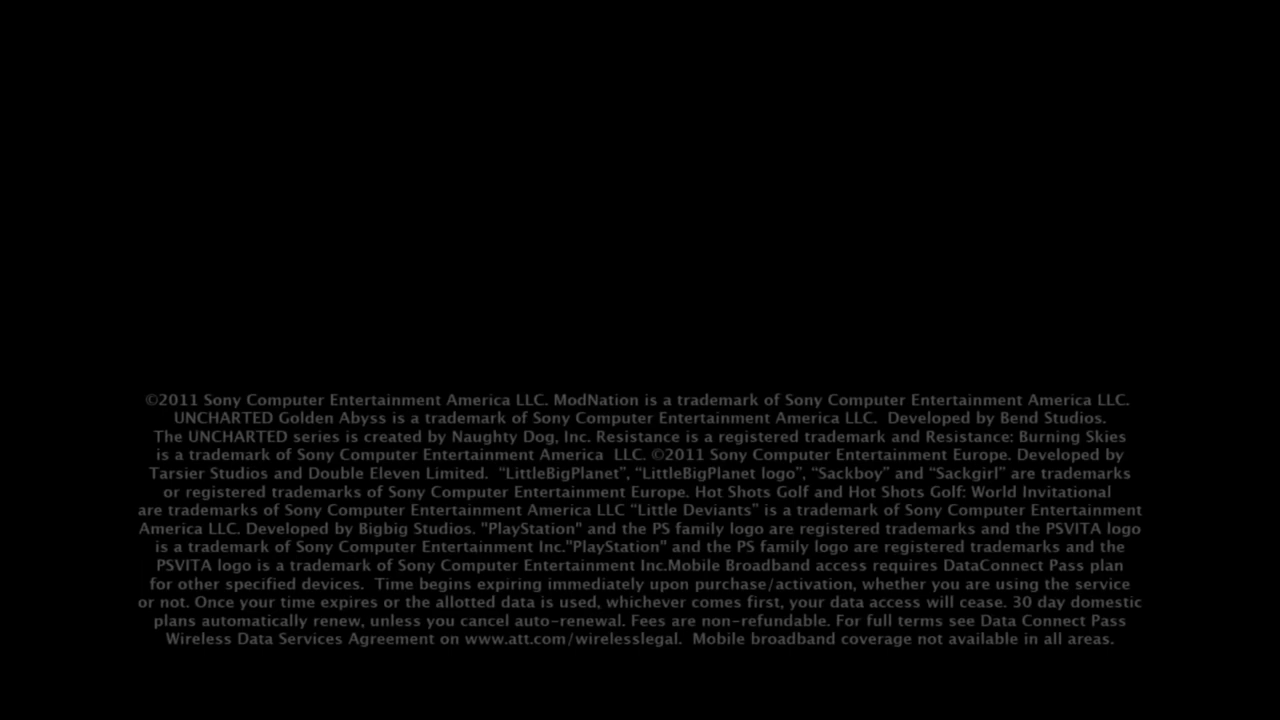 ©2011 Sony Computer Entertainment America LLC. ModNation is a trademark of Sony Computer Entertainment America LLC.
UNCHARTED Golden Abyss is a trademark of Sony Computer Entertainment America LLC.  Developed by Bend Studios.
The UNCHARTED series is created by Naughty Dog, Inc. Resistance is a registered trademark and Resistance: Burning Skies
is a trademark of Sony Computer Entertainment America  LLC. ©2011 Sony Computer Entertainment Europe. Developed by
Tarsier Studios and Double Eleven Limited.  “LittleBigPlanet”, “LittleBigPlanet logo”, “Sackboy” and “Sackgirl” are trademarks
or registered trademarks of Sony Computer Entertainment Europe. Hot Shots Golf and Hot Shots Golf: World Invitational
are trademarks of Sony Computer Entertainment America LLC “Little Deviants” is a trademark of Sony Computer Entertainment
America LLC. Developed by Bigbig Studios. "PlayStation" and the PS family logo are registered trademarks and the PSVITA logo
is a trademark of Sony Computer Entertainment Inc."PlayStation" and the PS family logo are registered trademarks and the
PSVITA logo is a trademark of Sony Computer Entertainment Inc.Mobile Broadband access requires DataConnect Pass plan
for other specified devices.  Time begins expiring immediately upon purchase/activation, whether you are using the service
or not. Once your time expires or the allotted data is used, whichever comes first, your data access will cease. 30 day domestic
plans automatically renew, unless you cancel auto-renewal. Fees are non-refundable. For full terms see Data Connect Pass
Wireless Data Services Agreement on www.att.com/wirelesslegal.  Mobile broadband coverage not available in all areas.